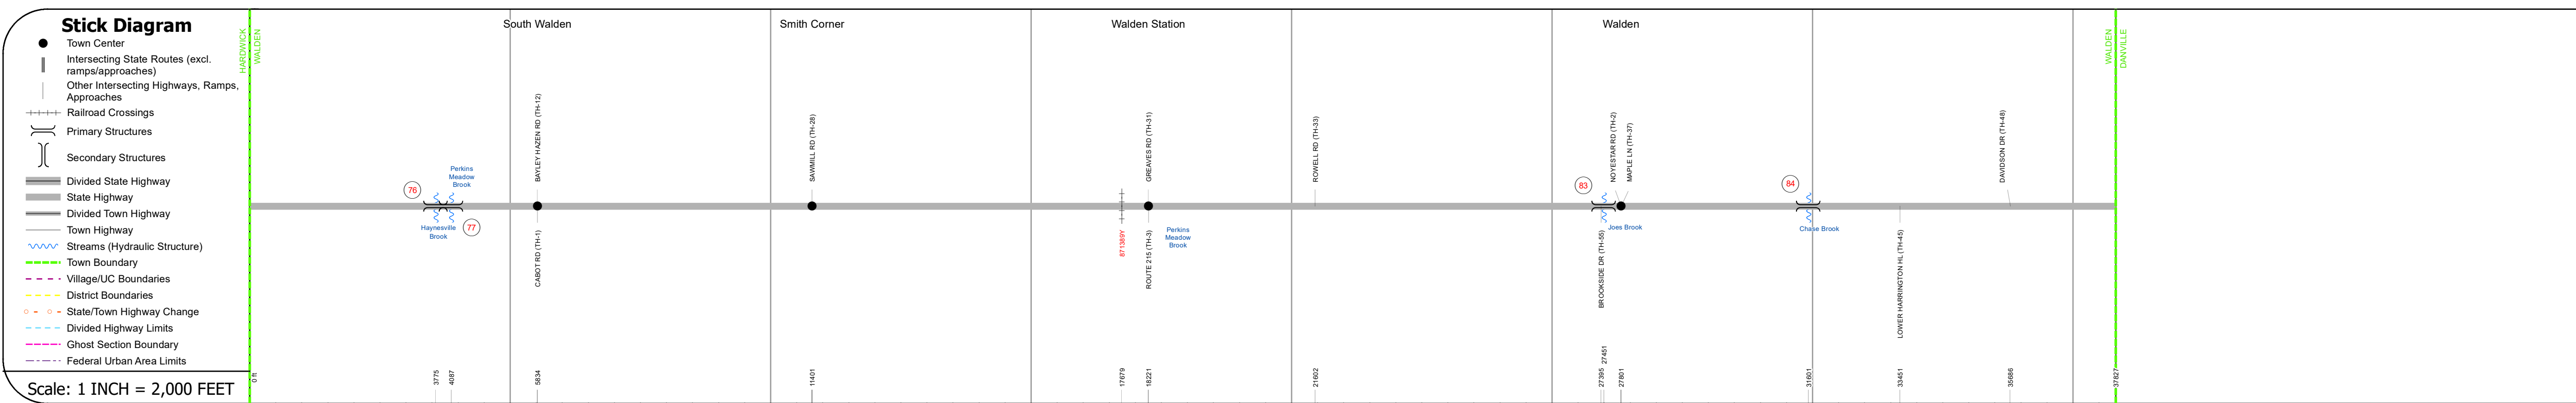 Stick Diagram
Town Center
Intersecting State Routes (excl.
ramps/approaches)
Other Intersecting Highways, Ramps,
Approaches
Railroad Crossings
Primary Structures
Secondary Structures
Divided State Highway
State Highway
Divided Town Highway
Town Highway
Streams (Hydraulic Structure)
Town Boundary
Village/UC Boundaries
District Boundaries
State/Town Highway Change
Divided Highway Limits
Ghost Section Boundary
Federal Urban Area Limits
Scale: 1 INCH = 2,000 FEET
HARDWICK
WALDEN
South Walden
Smith Corner
Walden Station
Walden
WALDEN
DANVILLE
BAYLEY HAZEN RD (TH-12)
SAWMILL RD (TH-28)
GREAVES RD (TH-31)
ROWELL RD (TH-33)
NOYESTAR RD (TH-2)
MAPLE LN (TH-37)
DAVIDSON DR (TH-48)
76
Perkins
Meadow
Brook
Haynesville
Brook
77
83
84
CABOT RD (TH-1)
871389Y
ROUTE 215 (TH-3)
Perkins
Meadow
Brook
BROOKSIDE DR (TH-55)
Joes Brook
Chase Brook
LOWER HARRINGTON HL (TH-45)
0 ft
3775
4087
5834
11401
17679
18221
21602
27395
27451
27801
31601
33451
35686
37827